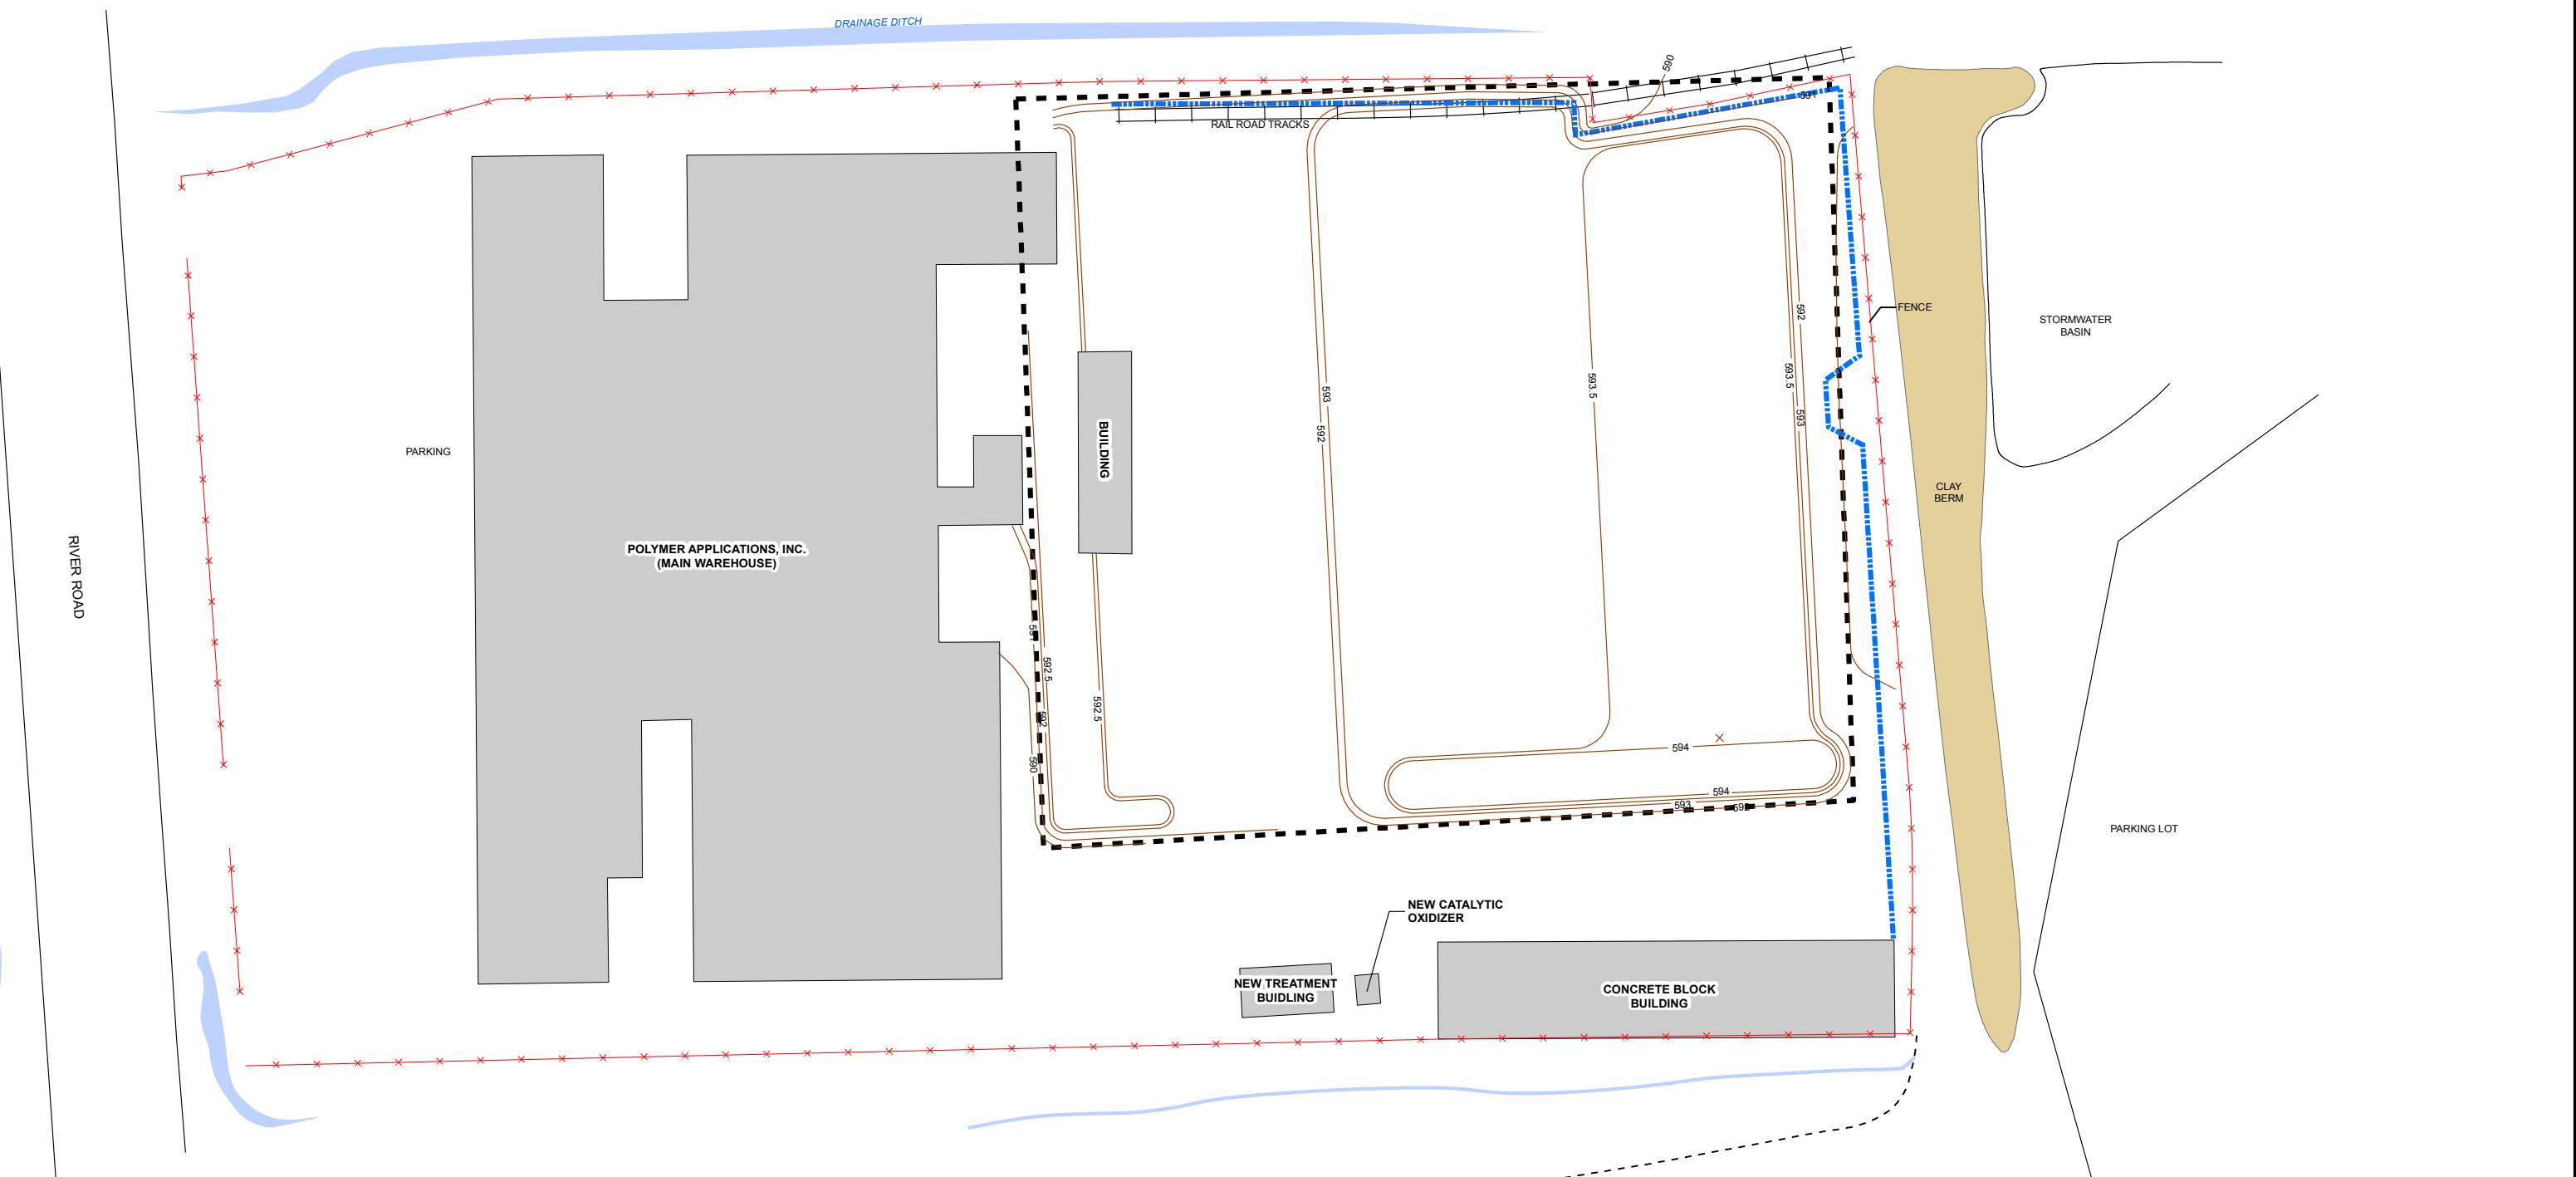 DRAINAGE DITCH
590
591
RAIL ROAD TRACKS
FENCE
592
STORMWATER
BASIN
593.5
593.5
593
593
592
BUILDING
PARKING
CLAY
BERM
RIVER ROAD
POLYMER APPLICATIONS, INC.
(MAIN WAREHOUSE)
591
592.5
592.5
592
590
594
594
593
592
PARKING LOT
NEW CATALYTIC
OXIDIZER
NEW TREATMENT
BUIDLING
CONCRETE BLOCK
BUILDING